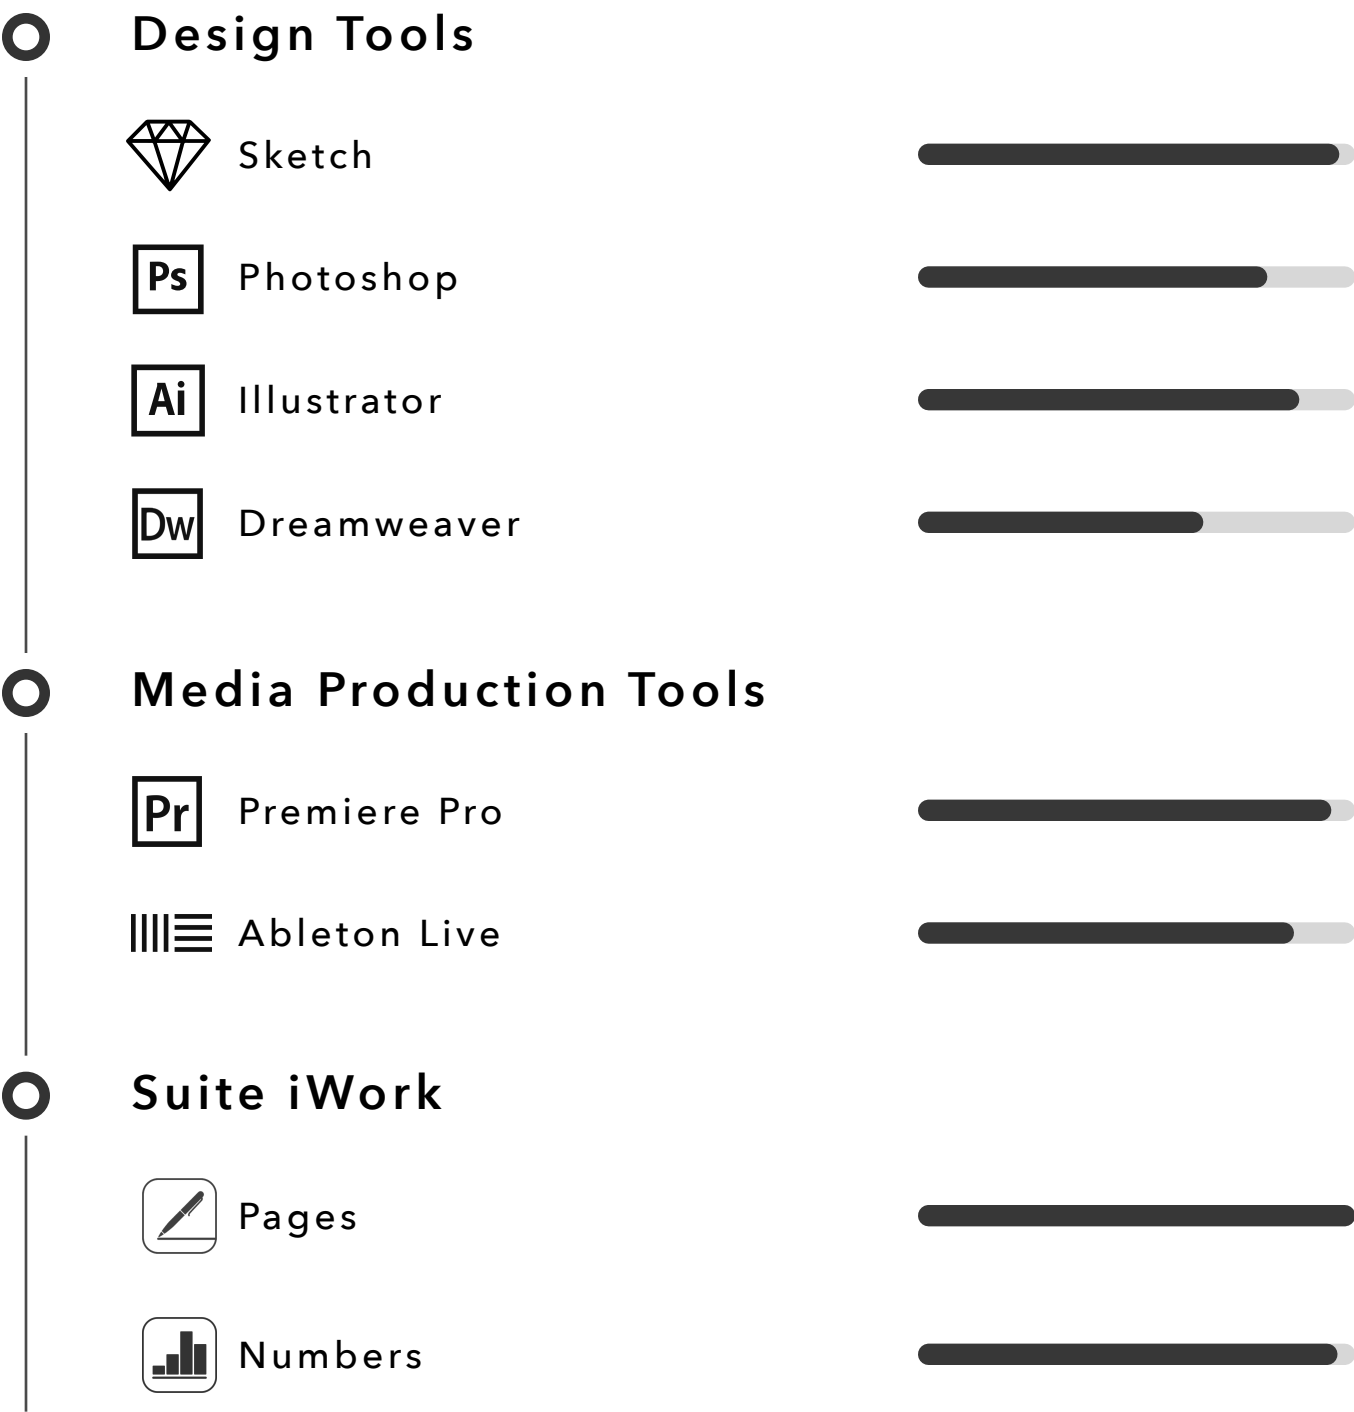 Design Tools
Sketch
Ps Photoshop
Ai Illustrator
Dw Dreamweaver
Media Production Tools
Pr Premiere Pro
Ableton Live
Suite iWork
Pages
Numbers